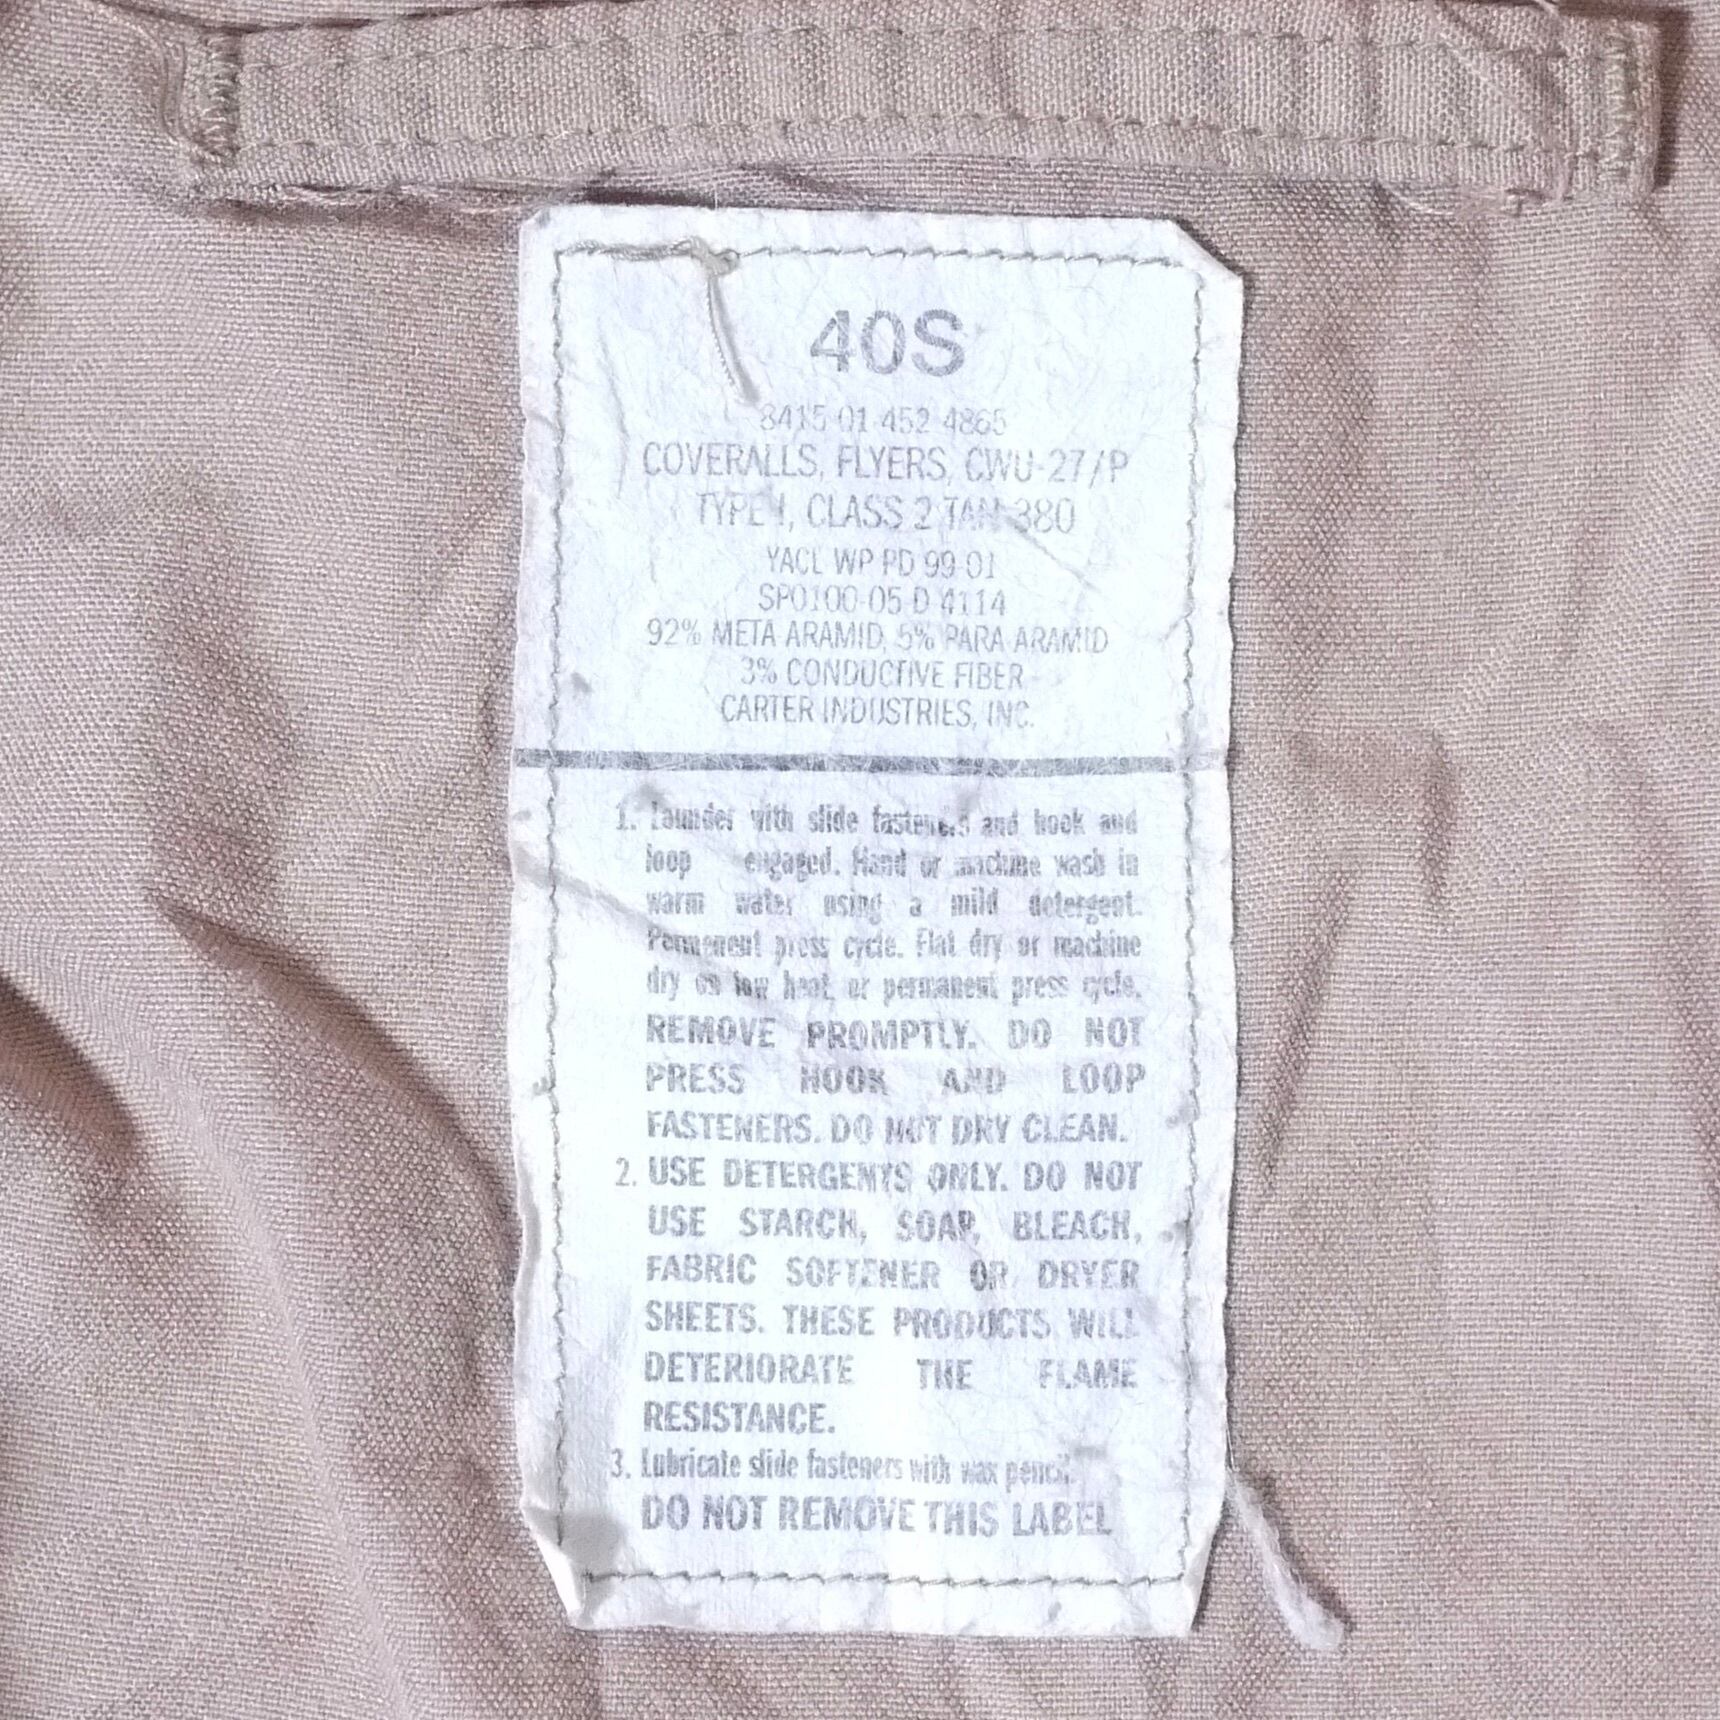 40S
8415-01-452-4865
COVERALLS, FLYERS, CWU-27/P
TYPE I, CLASS 2 TAN 380
YACL WP PD 99-01
SP0100-05-D-4114
92% META ARAMID, 5% PARA ARAMID
3% CONDUCTIVE FIBER
CARTER INDUSTRIES, INC.
1. Launder with slide fasteners and hook and
loop engaged. Hand or machine wash in
warm water using a mild detergent.
Permenent press cycle. Flat dry or machine
dry on low heat, or permanent press cycle.
REMOVE PROMPTLY. DO NOT
PRESS HOOK AND LOOP
FASTENERS. DO NOT DRY CLEAN.
2. USE DETERGENTS ONLY. DO NOT
USE STARCH, SOAP, BLEACH,
FABRIC SOFTENER OR DRYER
SHEETS. THESE PRODUCTS WILL
DETERIORATE THE FLAME
RESISTANCE.
3. Lubricate slide fasteners with wax pencil.
DO NOT REMOVE THIS LABEL